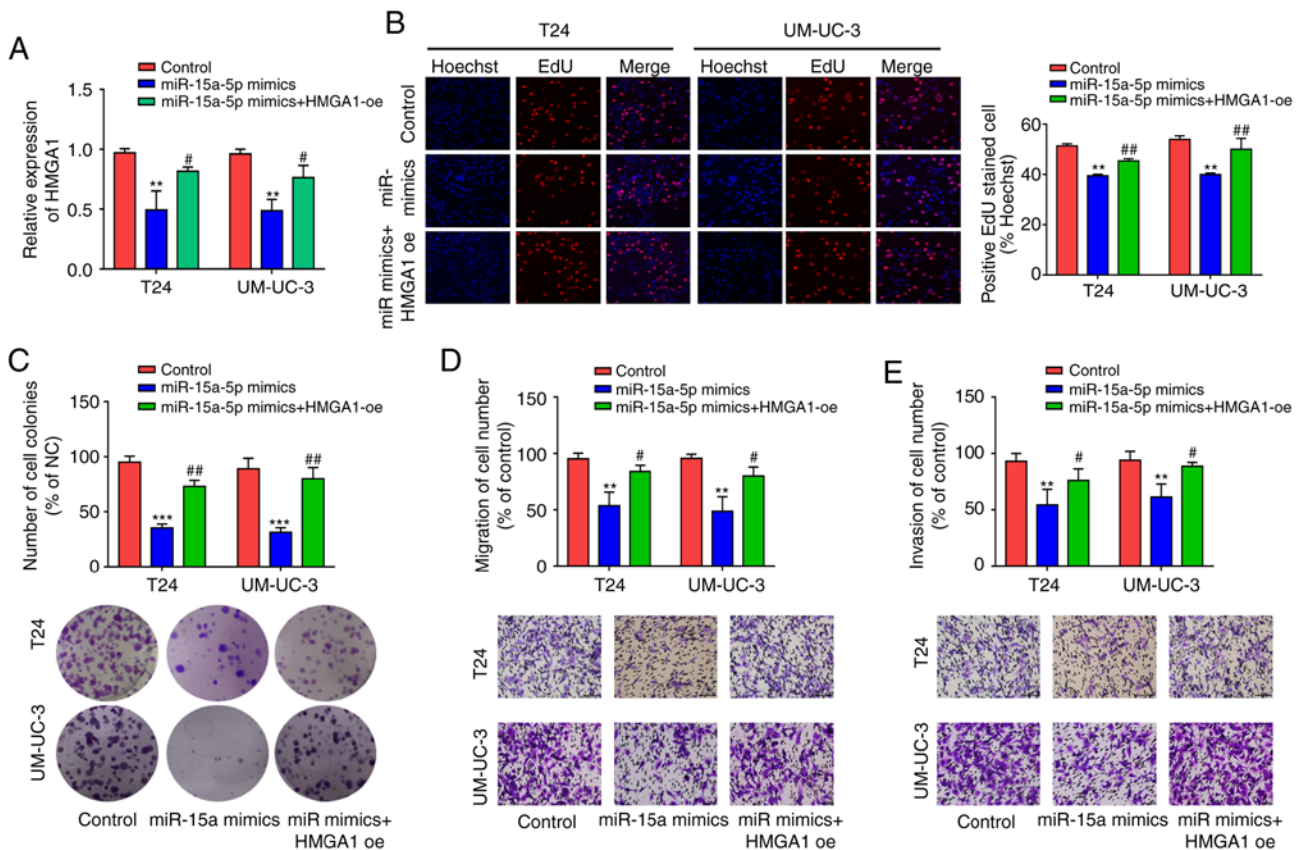 A
Control
miR-15a-5p mimics
miR-15a-5p mimics+HMGA1-oe
Relative expression
of HMGA1
1.5
1.0
0.5
0.0
**
#
**
#
T24
UM-UC-3
B
T24
UM-UC-3
Hoechst
EdU
Merge
Hoechst
EdU
Merge
Control
miR-
mimics
miR mimics+
HMGA1 oe
Control
miR-15a-5p mimics
miR-15a-5p mimics+HMGA1-oe
Positive EdU stained cell
(% Hoechst)
60
40
20
0
**
##
**
##
T24
UM-UC-3
C
Control
miR-15a-5p mimics
miR-15a-5p mimics+HMGA1-oe
Number of cell colonies
(% of NC)
150
100
50
0
***
##
***
##
T24
UM-UC-3
T24
UM-UC-3
Control
miR-15a mimics
miR mimics+
HMGA1 oe
D
Control
miR-15a-5p mimics
miR-15a-5p mimics+HMGA1-oe
Migration of cell number
(% of control)
150
100
50
0
**
#
**
#
T24
UM-UC-3
T24
UM-UC-3
Control
miR-15a mimics
miR mimics+
HMGA1 oe
E
Control
miR-15a-5p mimics
miR-15a-5p mimics+HMGA1-oe
Invasion of cell number
(% of control)
150
100
50
0
**
#
**
#
T24
UM-UC-3
T24
UM-UC-3
Control
miR-15a mimics
miR mimics+
HMGA1 oe